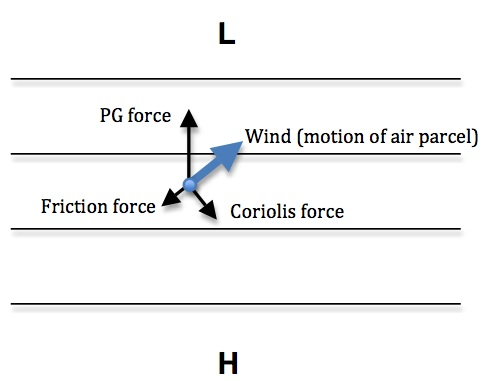 L
PG force
Wind (motion of air parcel)
Friction force
Coriolis force
H